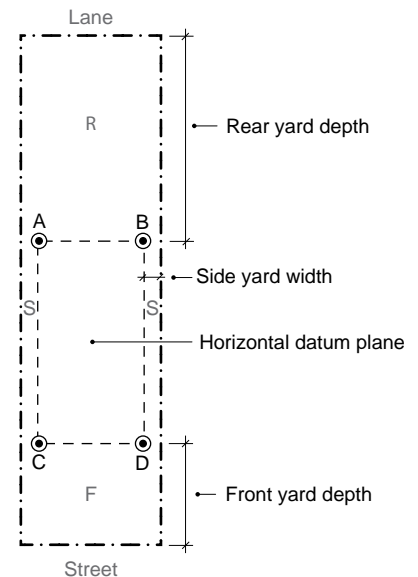 Lane
R
Rear yard depth
A B
Side yard width
S S
Horizontal datum plane
C D
F
Front yard depth
Street